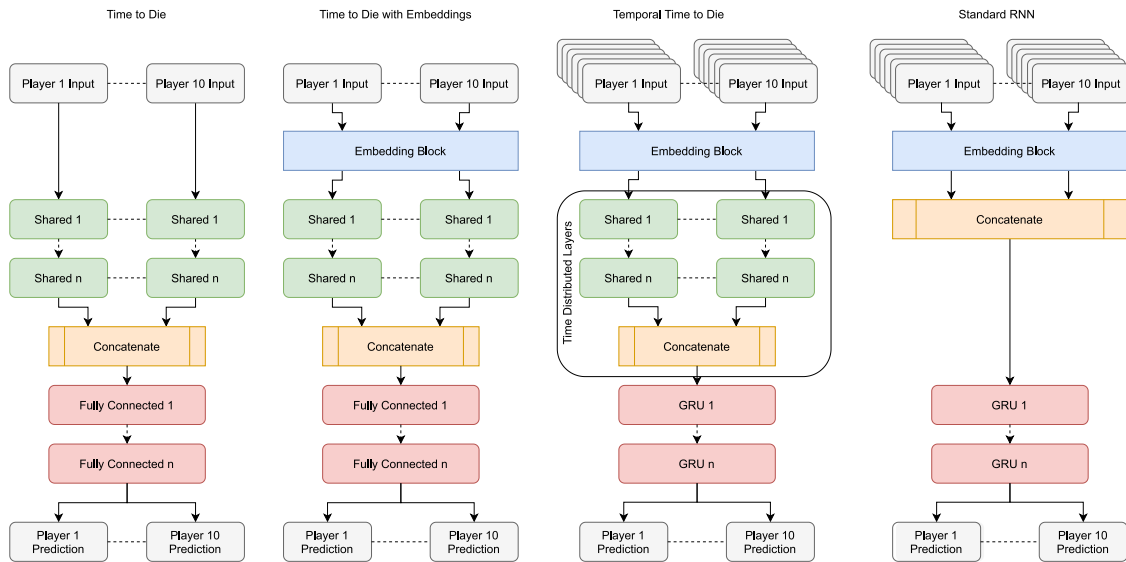 Time to Die
Time to Die with Embeddings
Temporal Time to Die
Standard RNN
Player 1 Input
Player 10 Input
Player 1 Input
Player 10 Input
Player 1 Input
Player 10 Input
Player 1 Input
Player 10 Input
Embedding Block
Embedding Block
Embedding Block
Shared 1
Shared 1
Shared 1
Shared 1
Shared 1
Shared 1
Concatenate
Time Distributed Layers
Shared n
Shared n
Shared n
Shared n
Shared n
Shared n
Concatenate
Concatenate
Concatenate
Fully Connected 1
Fully Connected 1
GRU 1
GRU 1
Fully Connected n
Fully Connected n
GRU n
GRU n
Player 1
Prediction
Player 10
Prediction
Player 1
Prediction
Player 10
Prediction
Player 1
Prediction
Player 10
Prediction
Player 1
Prediction
Player 10
Prediction